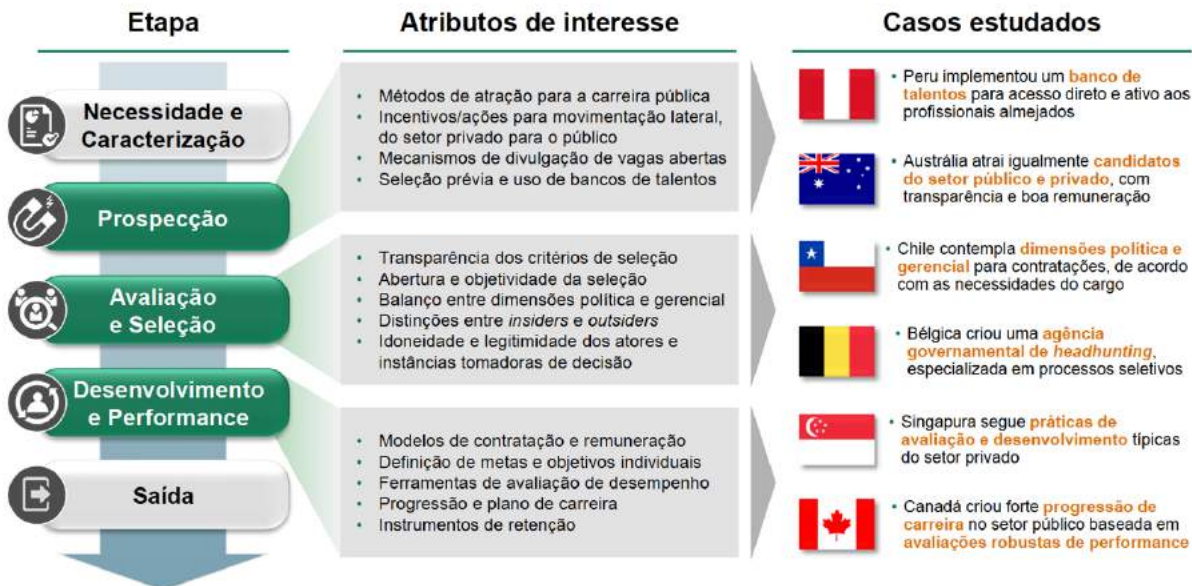 Etapa
Atributos de interesse
Casos estudados
Necessidade e
Caracterização
Prospecção
Avaliação
e Seleção
Desenvolvimento
e Performance
Saída
• Métodos de atração para a carreira pública
• Incentivos/ações para movimentação lateral,
do setor privado para o público
• Mecanismos de divulgação de vagas abertas
• Seleção prévia e uso de bancos de talentos
• Transparência dos critérios de seleção
• Abertura e objetividade da seleção
• Balanço entre dimensões política e gerencial
• Distinções entre insiders e outsiders
• Idoneidade e legitimidade dos atores e
instâncias tomadoras de decisão
• Modelos de contratação e remuneração
• Definição de metas e objetivos individuais
• Ferramentas de avaliação de desempenho
• Progressão e plano de carreira
• Instrumentos de retenção
• Peru implementou um banco de
talentos para acesso direto e ativo aos
profissionais almejados
• Austrália atrai igualmente candidatos
do setor público e privado, com
transparência e boa remuneração
• Chile contempla dimensões política e
gerencial para contratações, de acordo
com as necessidades do cargo
• Bélgica criou uma agência
governamental de headhunting,
especializada em processos seletivos
• Singapura segue práticas de
avaliação e desenvolvimento típicas
do setor privado
• Canadá criou forte progressão de
carreira no setor público baseada em
avaliações robustas de performance